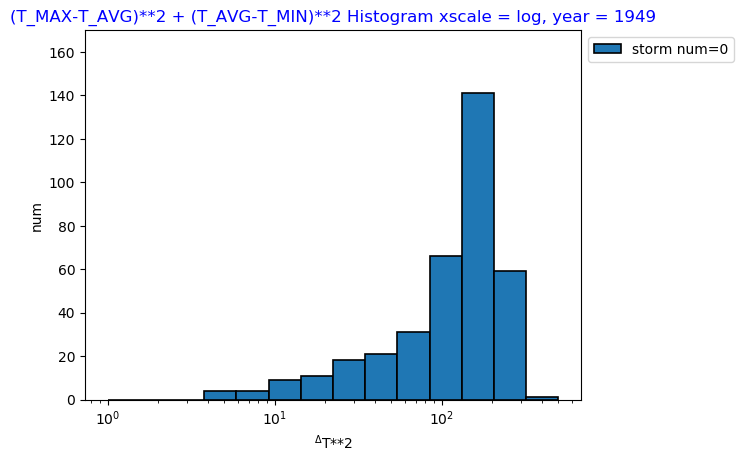 (T_MAX-T_AVG)**2 + (T_AVG-T_MIN)**2 Histogram xscale = log, year = 1949
storm num=0
160
140
120
100
80
60
40
20
0
num
10⁰ 10¹ 10²
ΔT**2